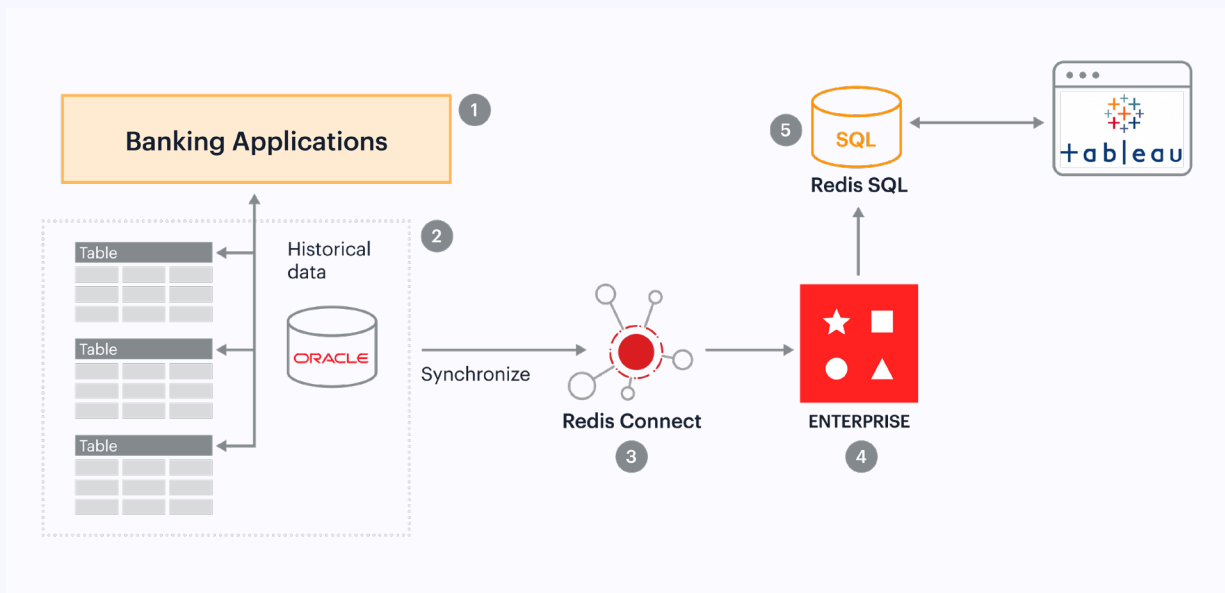 1
Banking Applications
2
Table
Historical
data
ORACLE
Table
Table
Synchronize
Redis Connect
3
ENTERPRISE
4
5
SQL
Redis SQL
+ableau